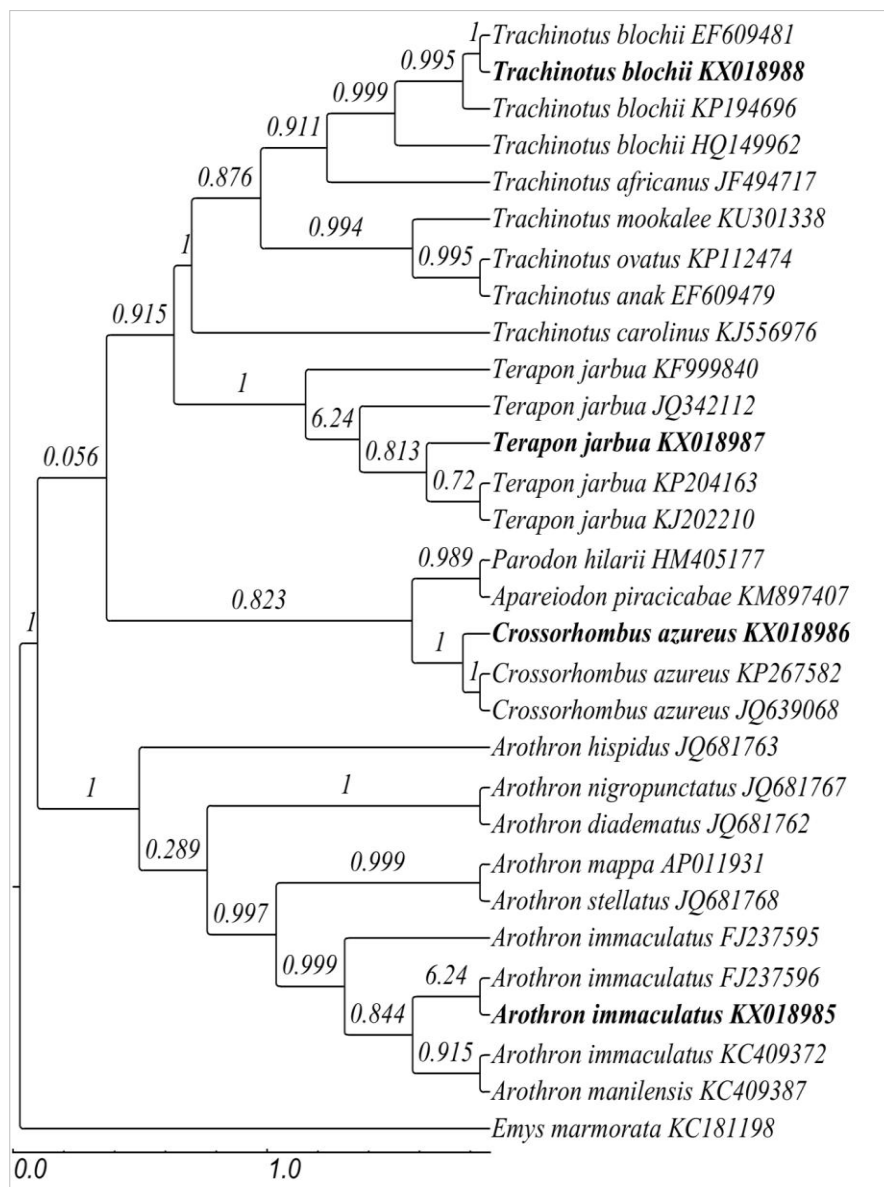 1 Trachinotus blochii EF609481
0.995 Trachinotus blochii KX018988
0.999 Trachinotus blochii KP194696
0.911 Trachinotus blochii HQ149962
0.876 Trachinotus africanus JF494717
0.994 Trachinotus mookalee KU301338
1 0.995 Trachinotus ovatus KP112474
Trachinotus anak EF609479
0.915 Trachinotus carolinus KJ556976
1 Terapon jarbua KF999840
6.24 Terapon jarbua JQ342112
0.813 Terapon jarbua KX018987
0.056 0.72 Terapon jarbua KP204163
Terapon jarbua KJ202210
0.989 Parodon hilarii HM405177
0.823 Apareiodon piracicabae KM897407
1 1 Crossorhombus azureus KX018986
1 Crossorhombus azureus KP267582
Crossorhombus azureus JQ639068
Arothron hispidus JQ681763
1 1 Arothron nigropunctatus JQ681767
Arothron diadematus JQ681762
0.289 0.999 Arothron mappa AP011931
Arothron stellatus JQ681768
0.997 Arothron immaculatus FJ237595
0.999 6.24 Arothron immaculatus FJ237596
0.844 Arothron immaculatus KX018985
0.915 Arothron immaculatus KC409372
Arothron manilensis KC409387
Emys marmorata KC181198
0.0 1.0